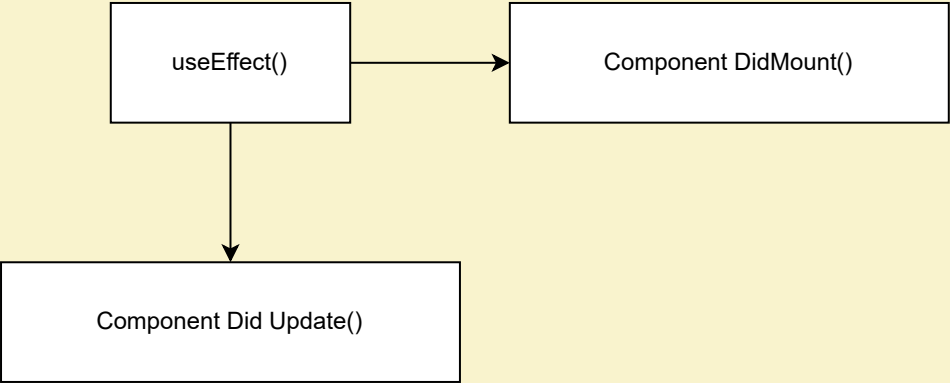 useEffect()
Component DidMount()
Component Did Update()